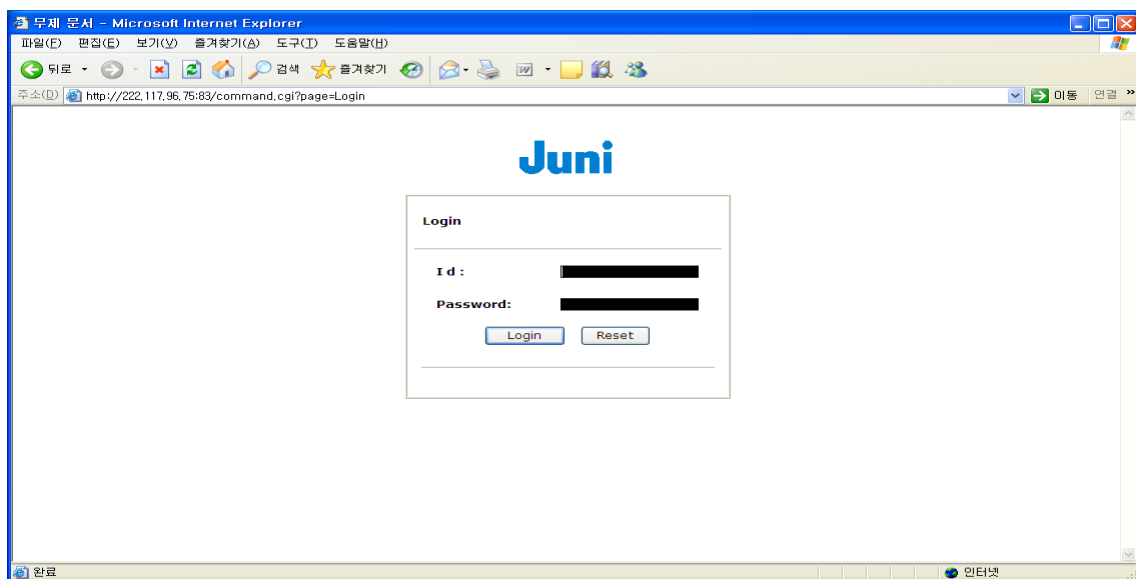 무제 문서 - Microsoft Internet Explorer
파일(F) 편집(E) 보기(V) 즐겨찾기(A) 도구(T) 도움말(H)
뒤로 검색 즐겨찾기
주소(D) http://222,117,96,75:83/command,cgi?page=Login 이동 연결 »
Juni
Login
I d :
Password:
Login Reset
완료 인터넷